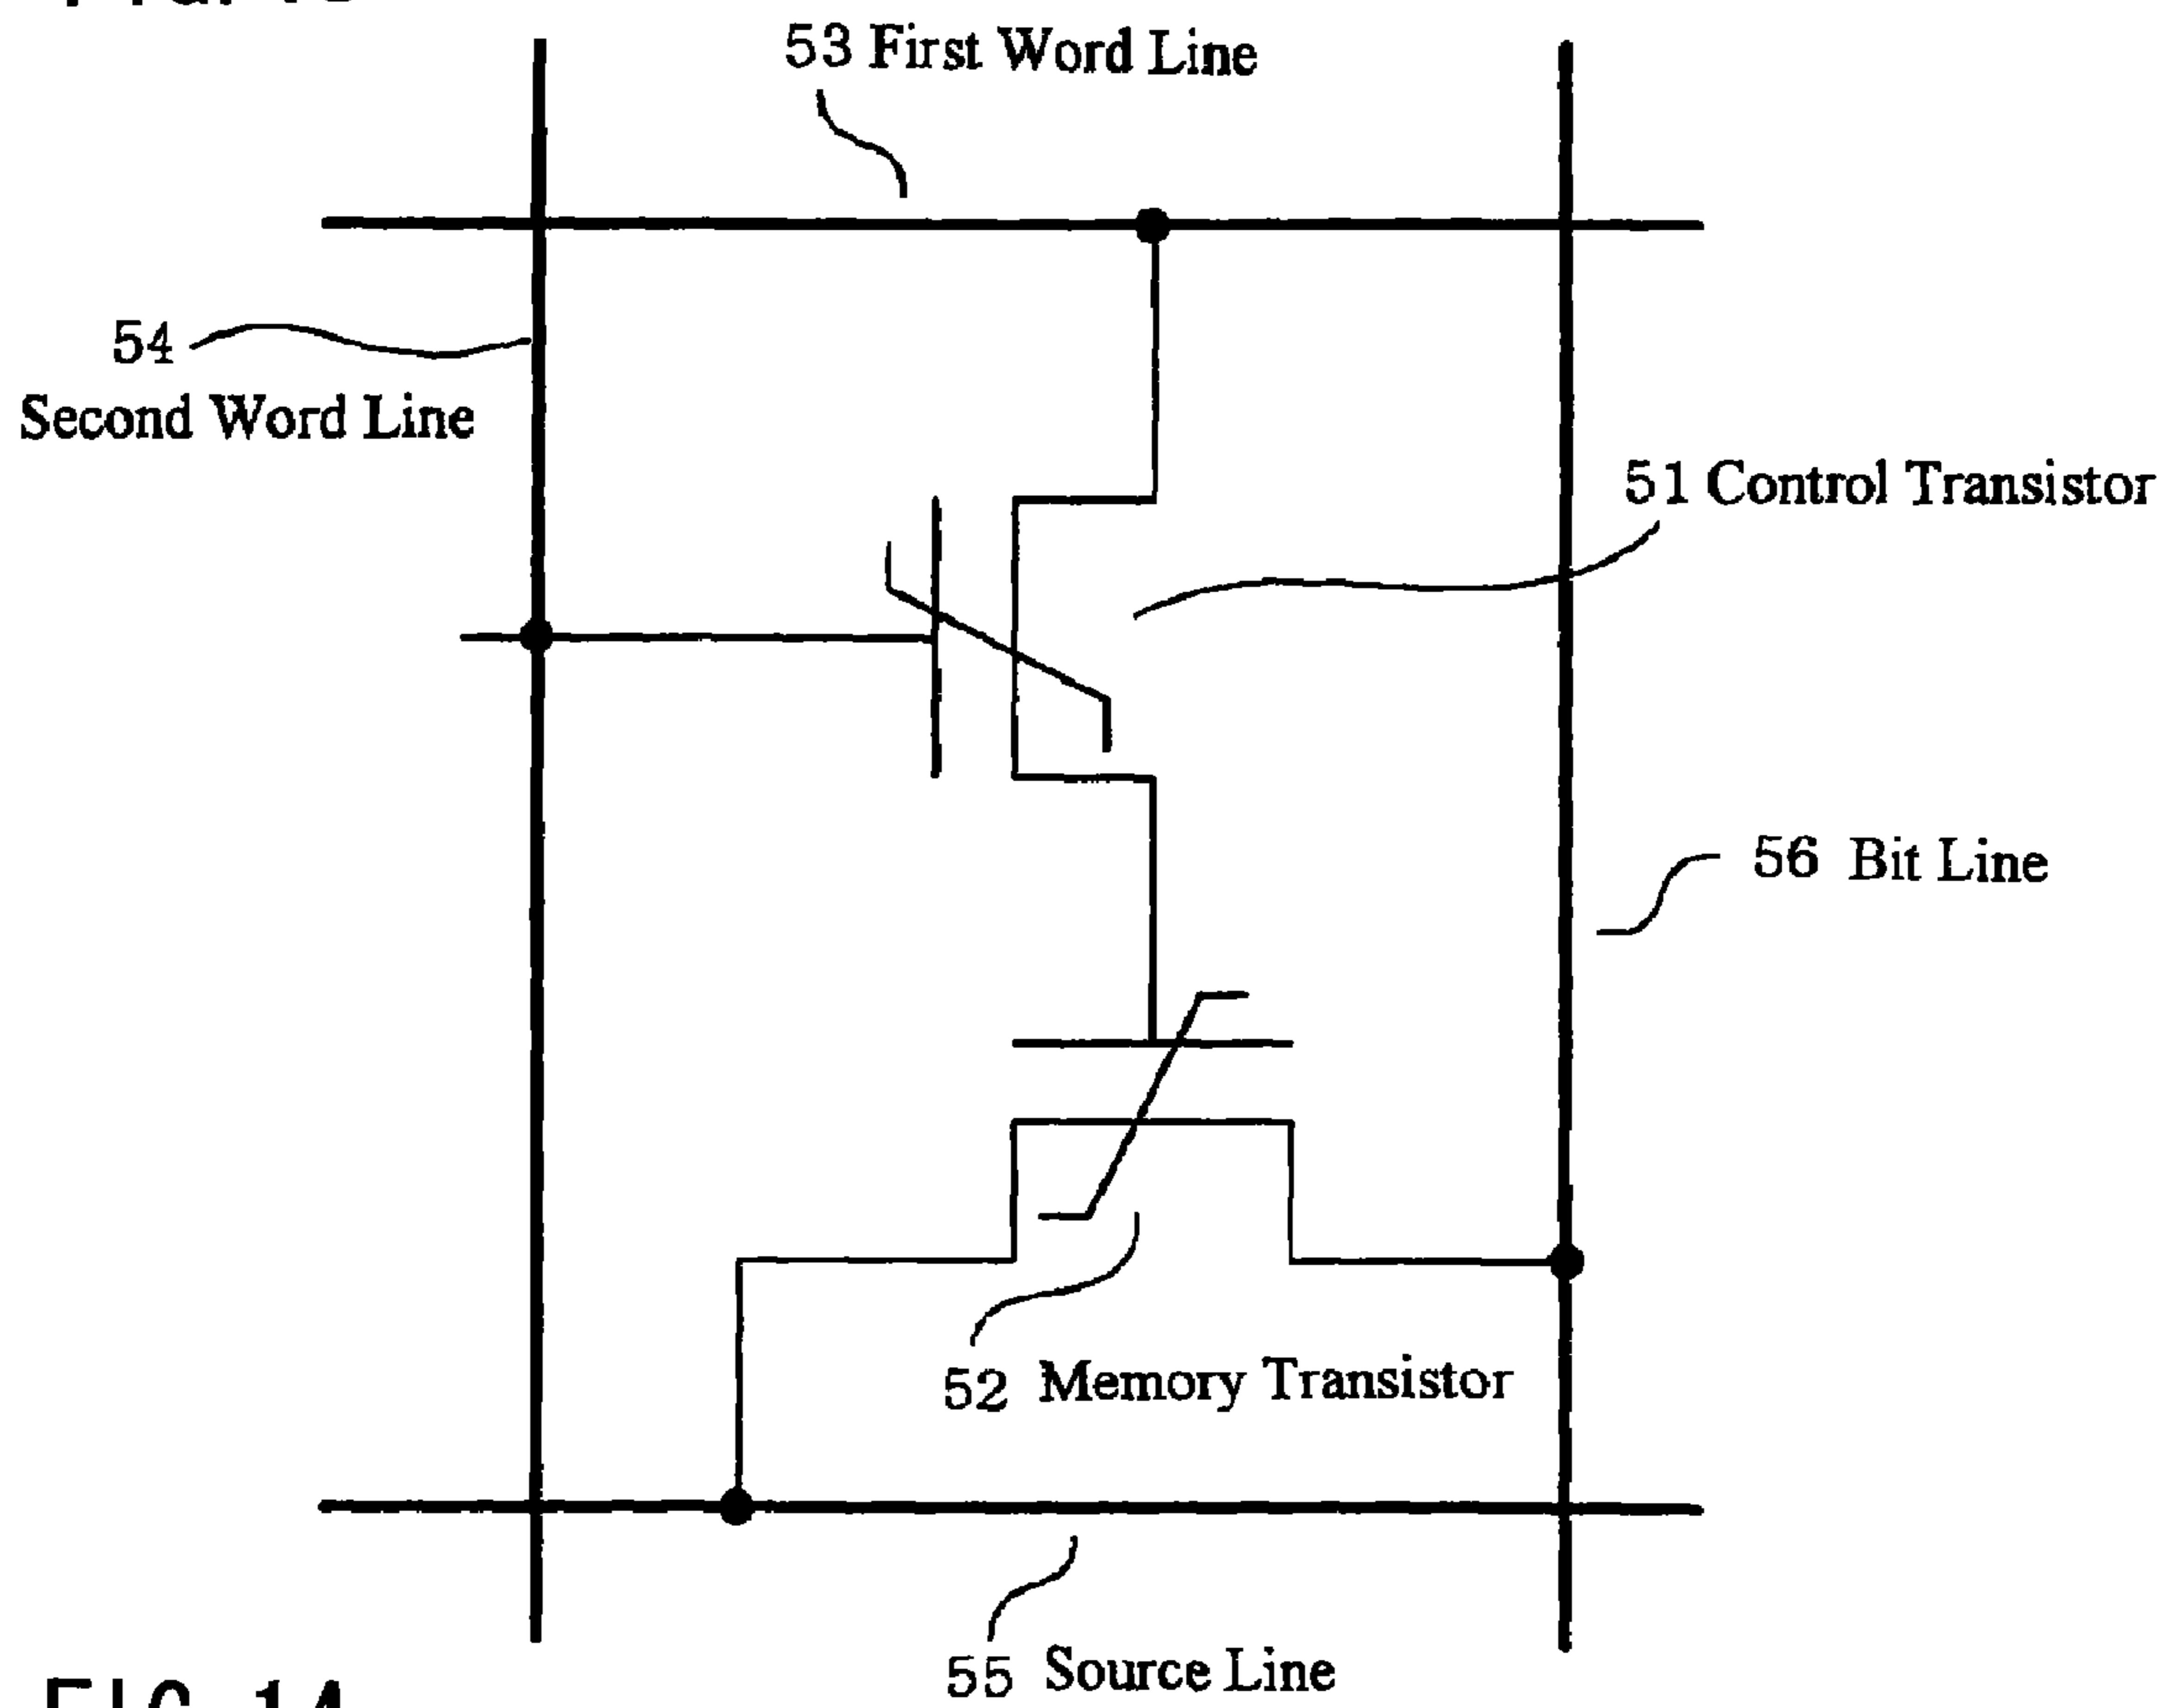 53 First Word Line
54
Second Word Line
51 Control Transistor
56 Bit Line
52 Memory Transistor
55 Source Line